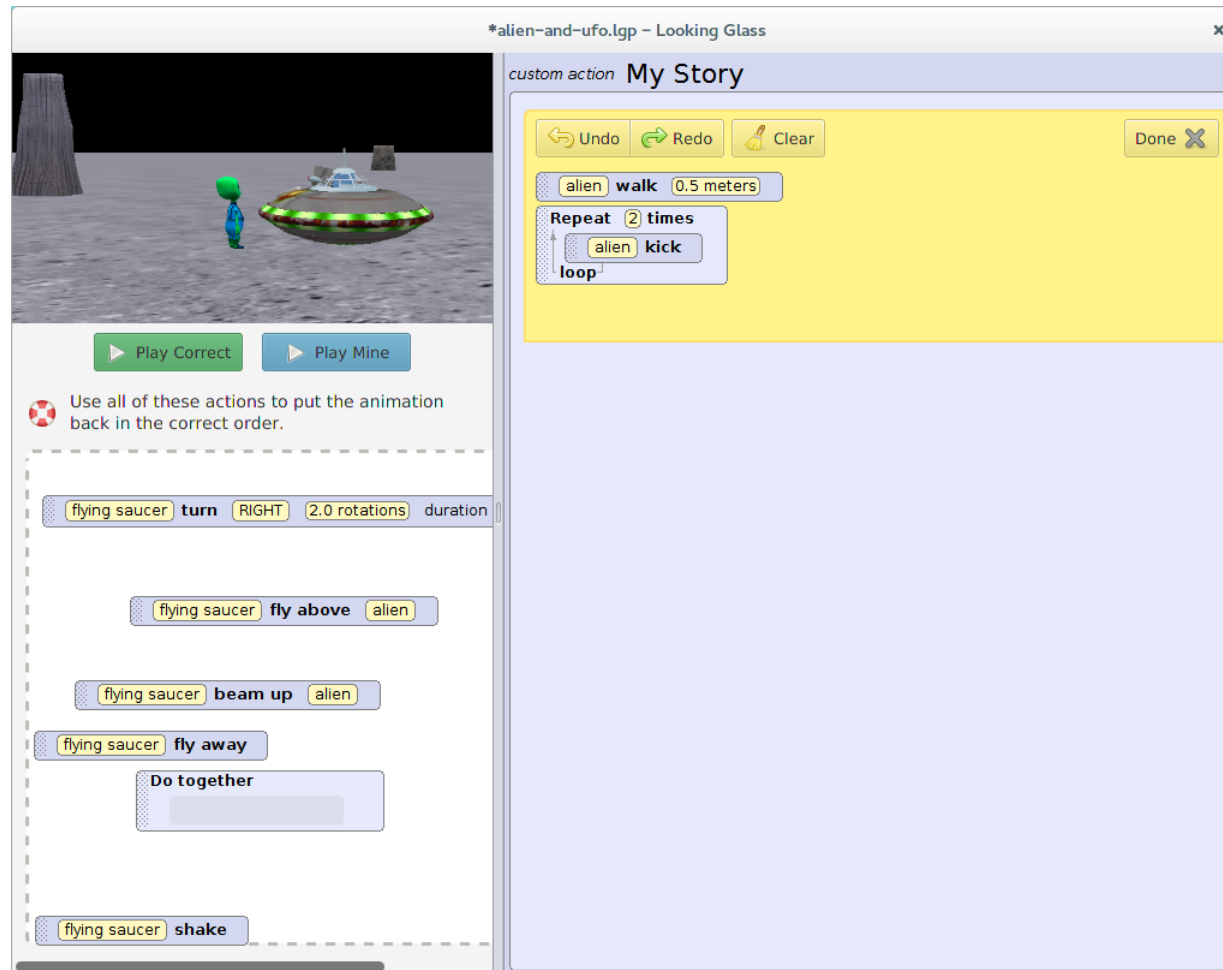 *alien-and-ufo.lgp – Looking Glass
custom action My Story
Undo Redo Clear Done
alien walk 0.5 meters
Repeat 2 times
alien kick
loop
Play Correct Play Mine
Use all of these actions to put the animation
back in the correct order.
flying saucer turn RIGHT 2.0 rotations duration
flying saucer fly above alien
flying saucer beam up alien
flying saucer fly away
Do together
flying saucer shake